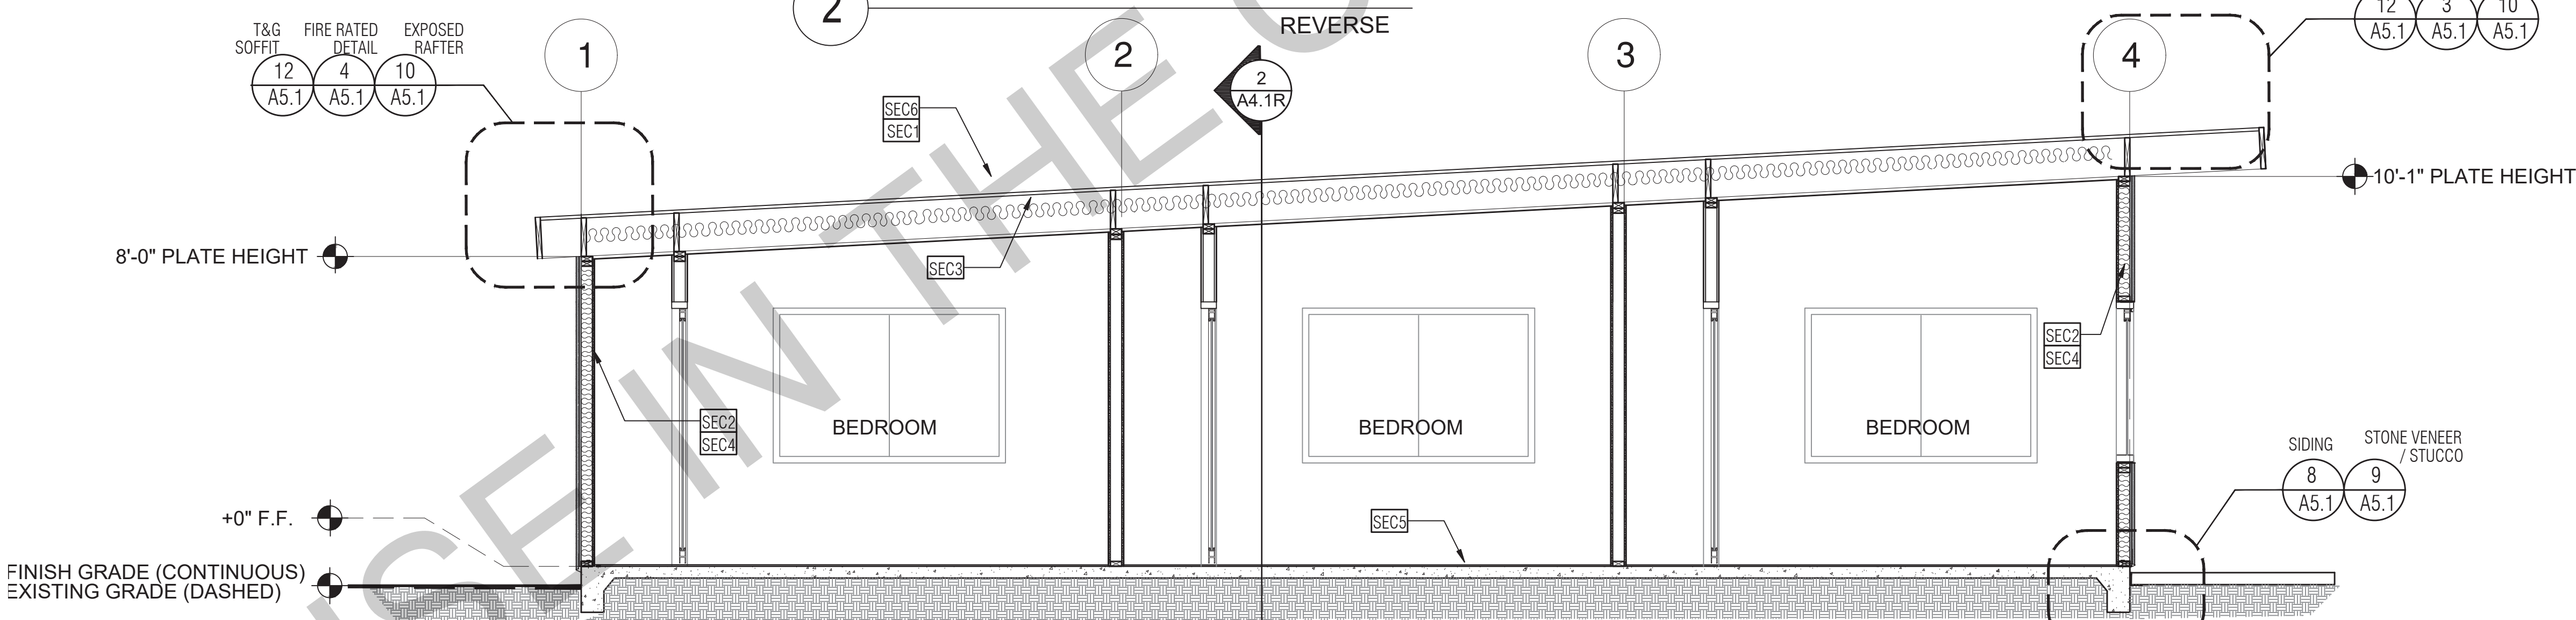 2
REVERSE
T&G
SOFFIT
FIRE RATED
DETAIL
EXPOSED
RAFTER
12
A5.1
4
A5.1
10
A5.1
1
2
2
A4.1R
3
4
12
A5.1
3
A5.1
10
A5.1
SEC6
SEC1
8'-0" PLATE HEIGHT
10'-1" PLATE HEIGHT
SEC3
SEC2
SEC4
SEC2
SEC4
BEDROOM
BEDROOM
BEDROOM
SIDING
STONE VENEER
/ STUCCO
8
A5.1
9
A5.1
+0" F.F.
SEC5
FINISH GRADE (CONTINUOUS)
EXISTING GRADE (DASHED)
USE IN THE C